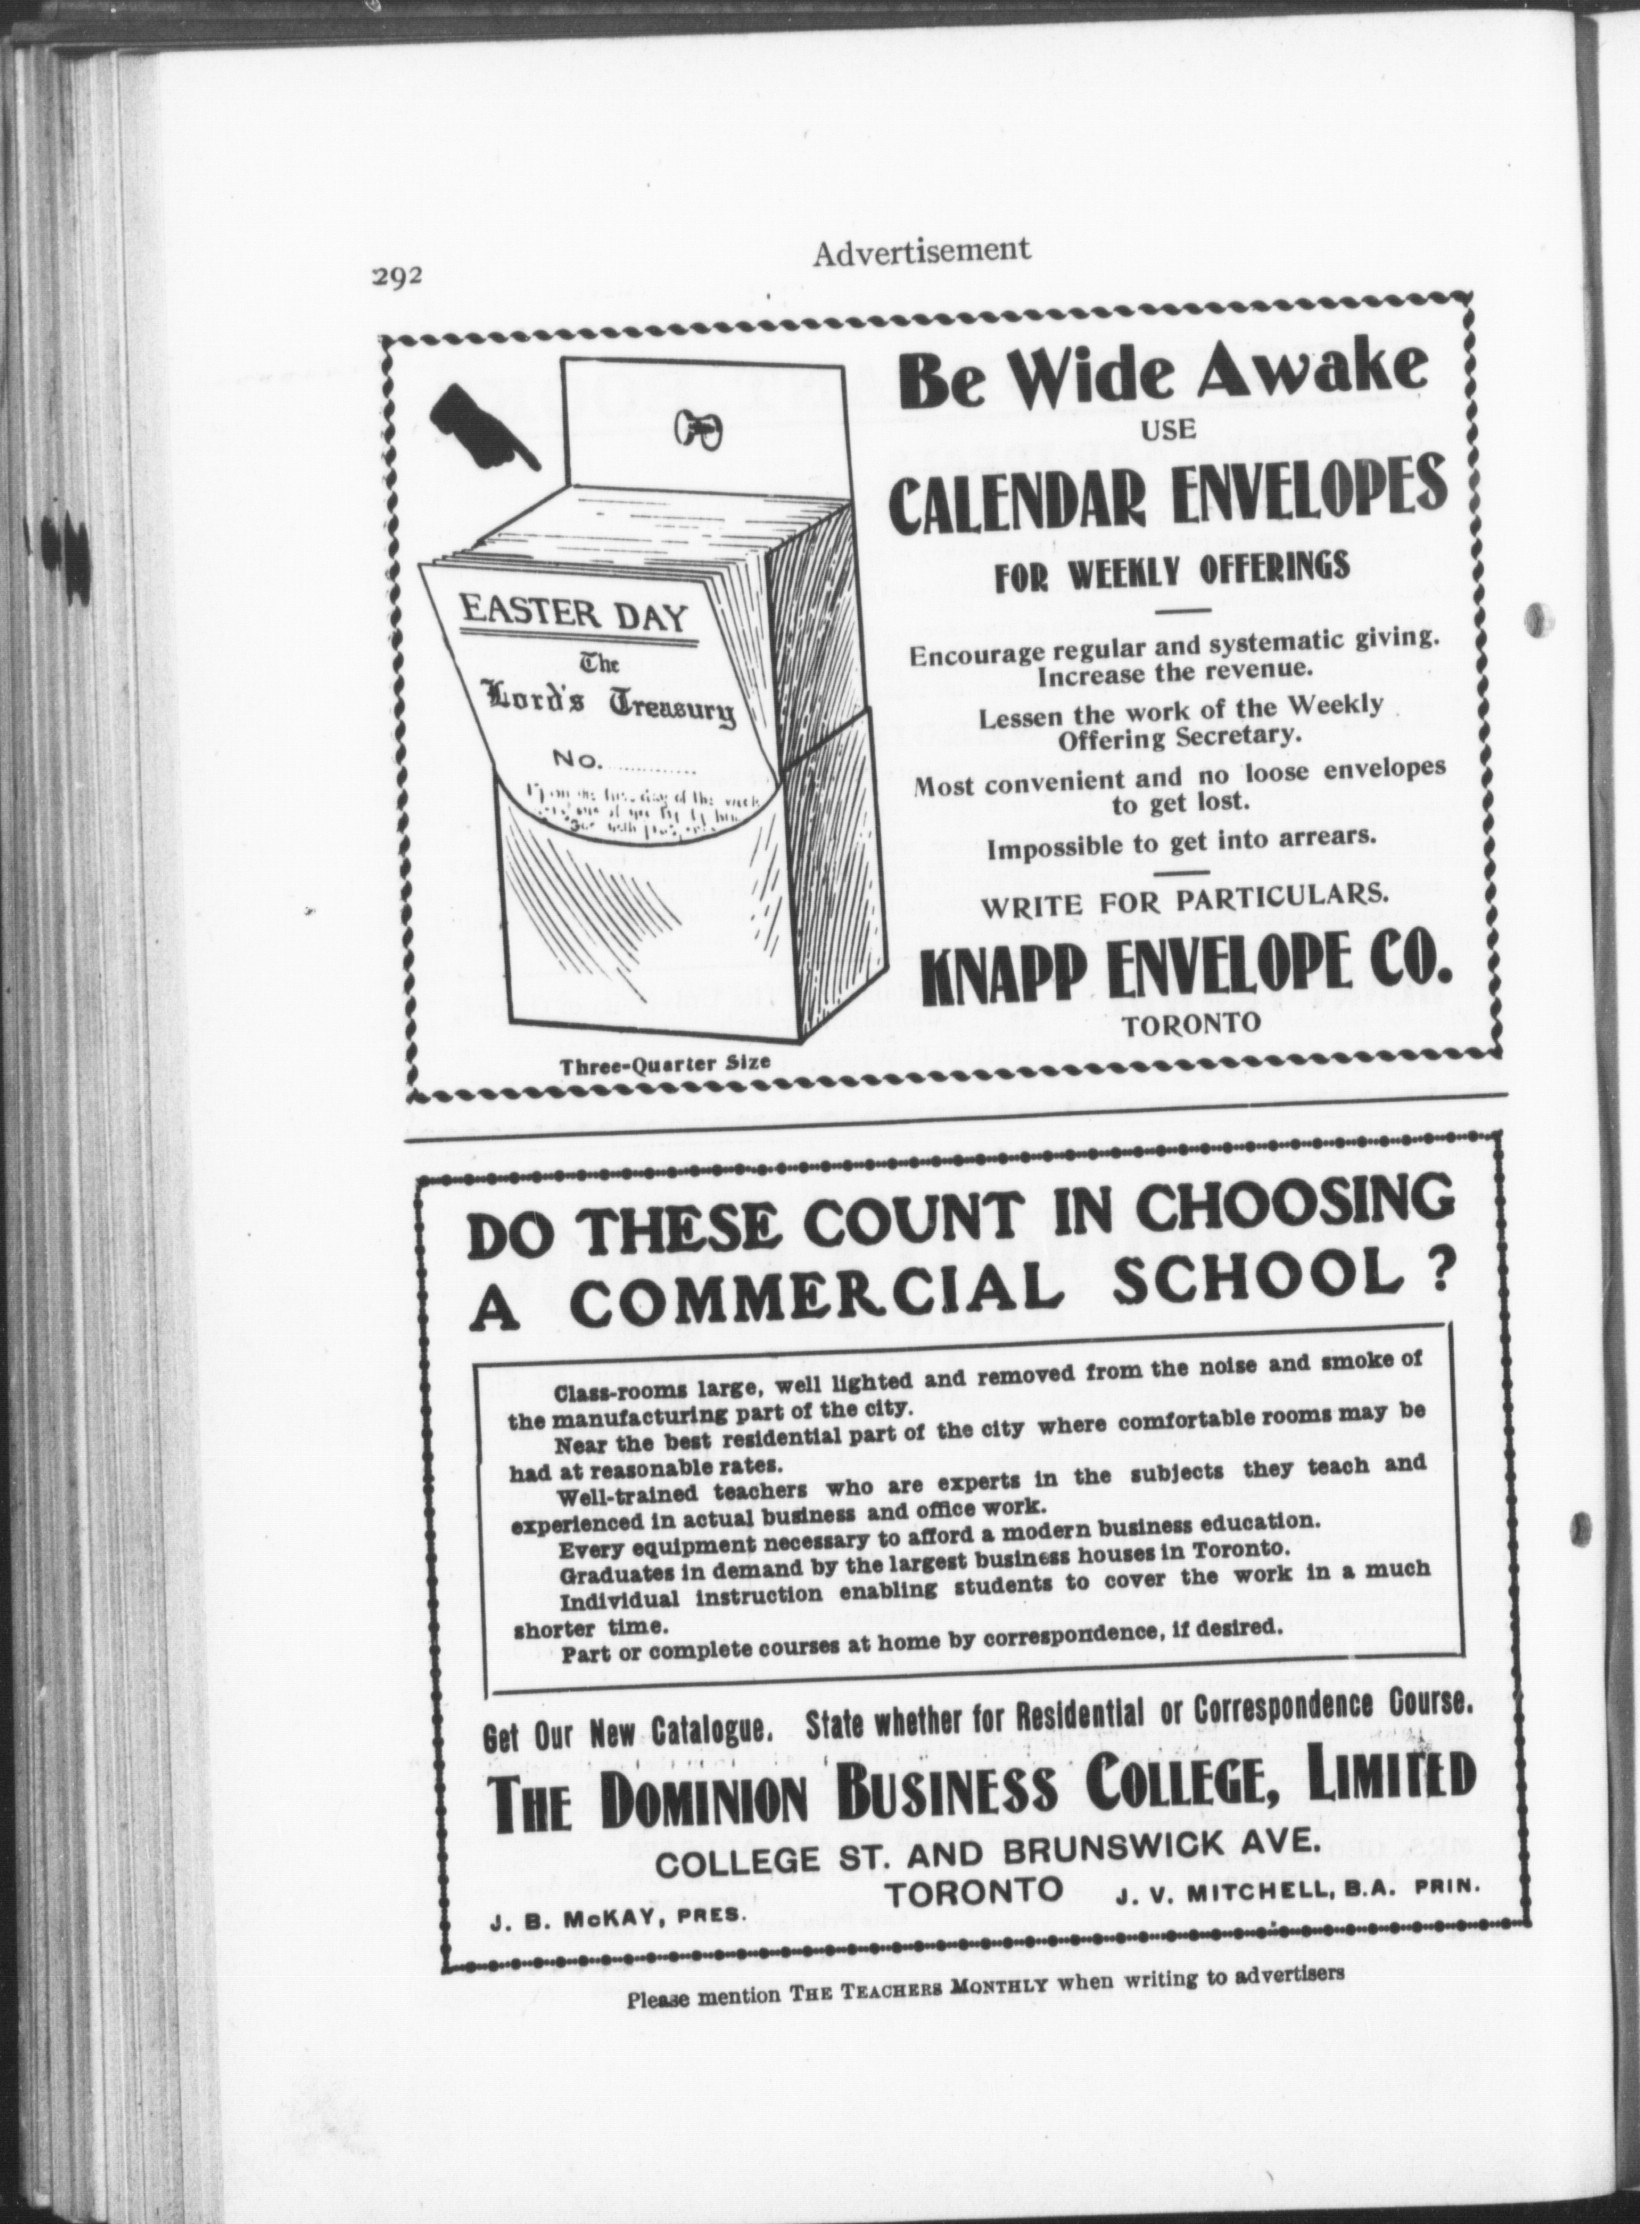 292
Advertisement
EASTER DAY
The
Lord's Treasury
No. ............
Three-Quarter Size
Be Wide Awake
USE
CALENDAR ENVELOPES
FOR WEEKLY OFFERINGS
Encourage regular and systematic giving.
Increase the revenue.
Lessen the work of the Weekly
Offering Secretary.
Most convenient and no loose envelopes
to get lost.
Impossible to get into arrears.
WRITE FOR PARTICULARS.
KNAPP ENVELOPE CO.
TORONTO
DO THESE COUNT IN CHOOSING
A COMMERCIAL SCHOOL ?
Class-rooms large, well lighted and removed from the noise and smoke of
the manufacturing part of the city.
Near the best residential part of the city where comfortable rooms may be
had at reasonable rates.
Well-trained teachers who are experts in the subjects they teach and
experienced in actual business and office work.
Every equipment necessary to afford a modern business education.
Graduates in demand by the largest business houses in Toronto.
Individual instruction enabling students to cover the work in a much
shorter time.
Part or complete courses at home by correspondence, if desired.
Get Our New Catalogue. State whether for Residential or Correspondence Course.
THE DOMINION BUSINESS COLLEGE, LIMITED
COLLEGE ST. AND BRUNSWICK AVE.
TORONTO
J. B. McKAY, PRES.
J. V. MITCHELL, B.A. PRIN.
Please mention THE TEACHERS MONTHLY when writing to advertisers